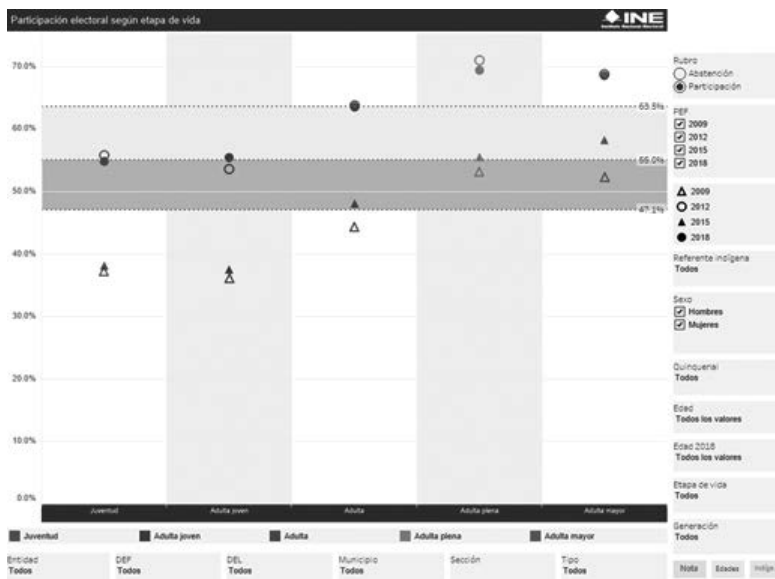 Participación electoral según etapa de vida
INE
Instituto Nacional Electoral
70.0%
60.0%
50.0%
40.0%
30.0%
20.0%
10.0%
0.0%
63.5%
55.0%
47.1%
Juventud
Adulta joven
Adulta
Adulta plena
Adulta mayor
Juventud
Adulta joven
Adulta
Adulta plena
Adulta mayor
Entidad
Todos
DEF
Todos
DEL
Todos
Municipio
Todos
Sección
Tipo
Todos
Rubro
Abstención
Participación
PEF
2009
2012
2015
2018
2009
2012
2015
2018
Referente indígena
Todos
Sexo
Hombres
Mujeres
Quinquenal
Todos
Edad
Todos los valores
Edad 2018
Todos los valores
Etapa de vida
Todos
Generación
Todos
Nota
Edades